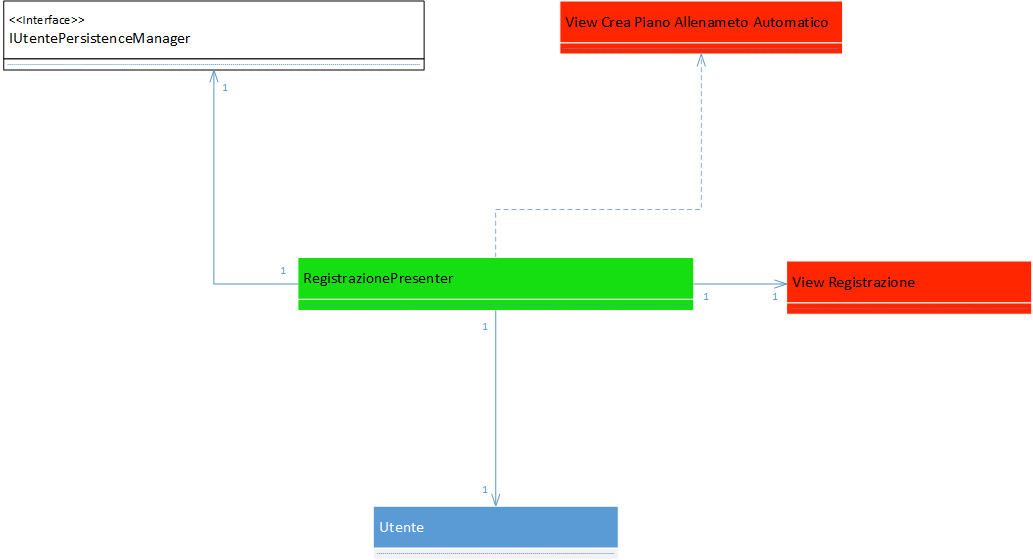 <<Interface>>
IUtentePersistenceManager
View Crea Piano Allenameto Automatico
1
1
RegistrazionePresenter
View Registrazione
1
1
1
1
Utente